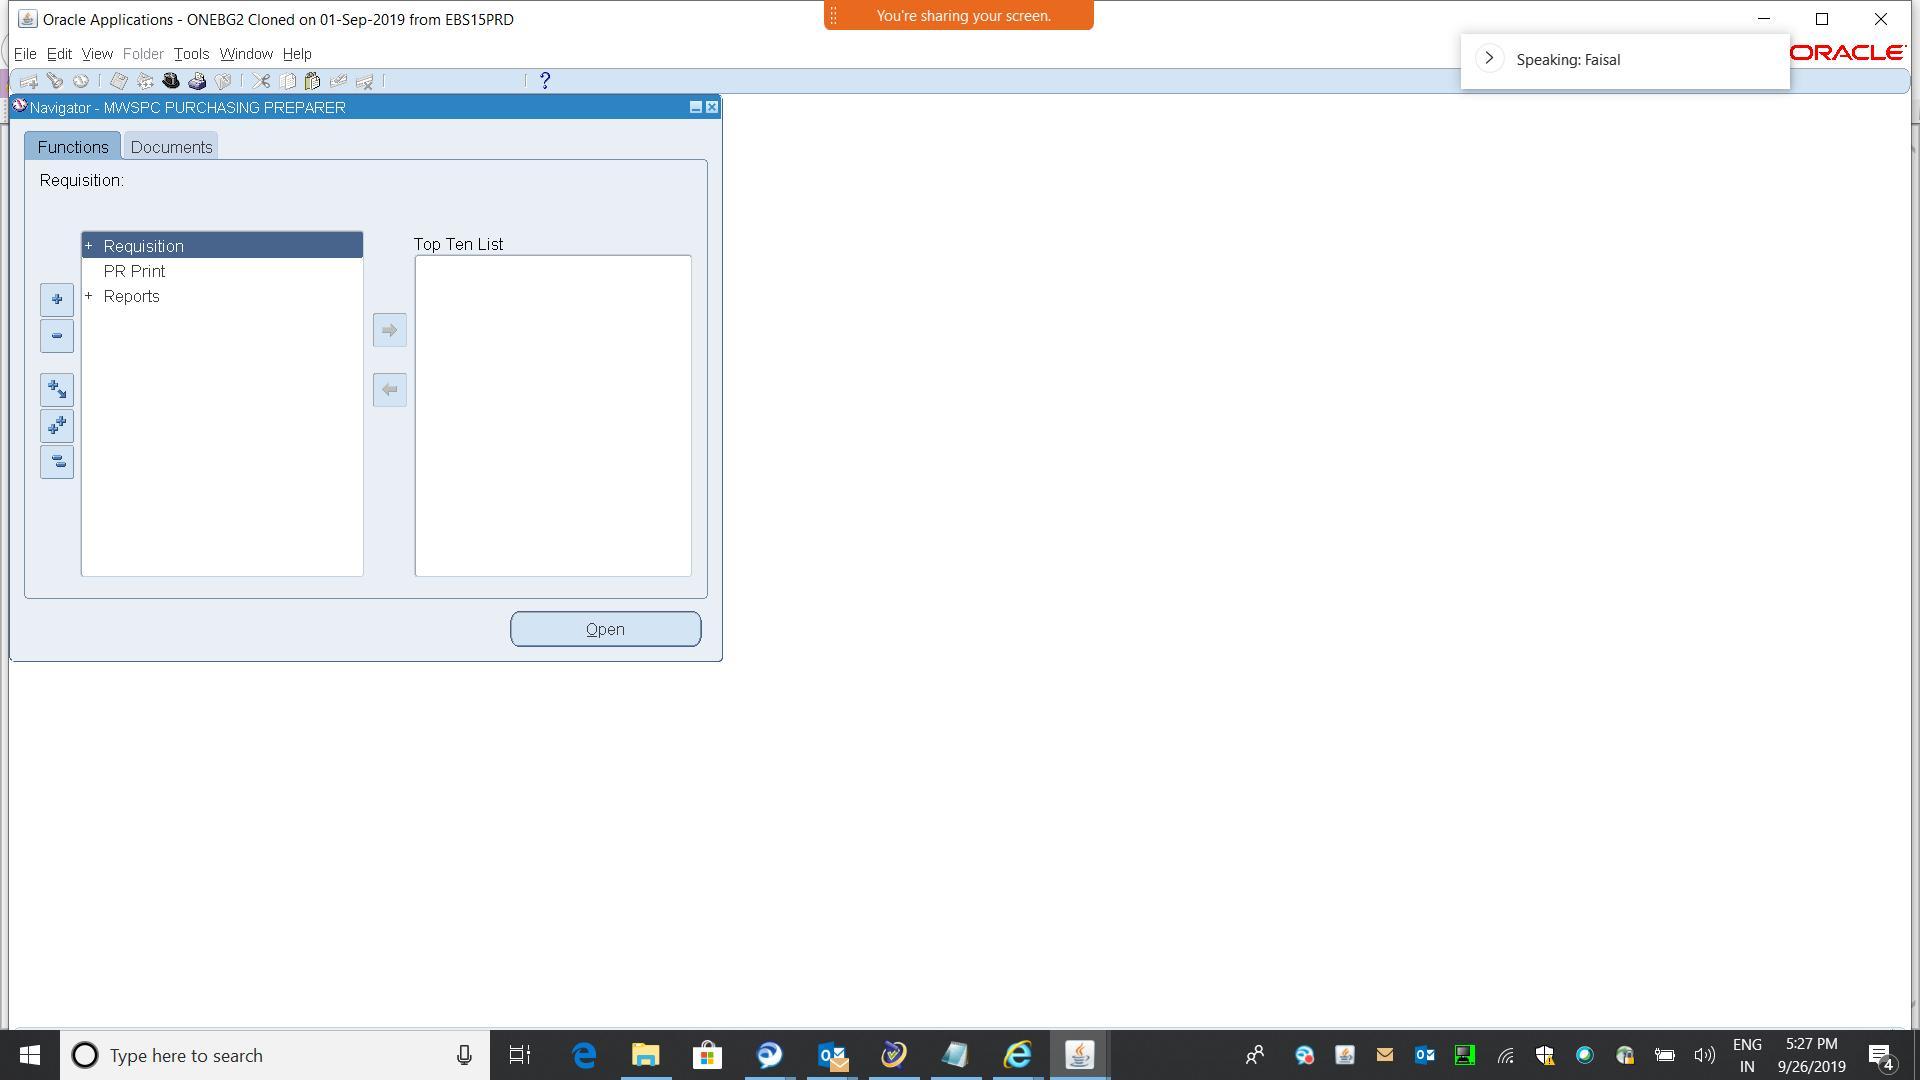 Oracle Applications - ONEBG2 Cloned on 01-Sep-2019 from EBS15PRD
You're sharing your screen.
File Edit View Folder Tools Window Help
Speaking: Faisal
ORACLE
?
Navigator - MWSPC PURCHASING PREPARER
Functions Documents
Requisition:
+ Requisition
PR Print
+ Reports
Top Ten List
Open
Type here to search
ENG
IN
5:27 PM
9/26/2019
4